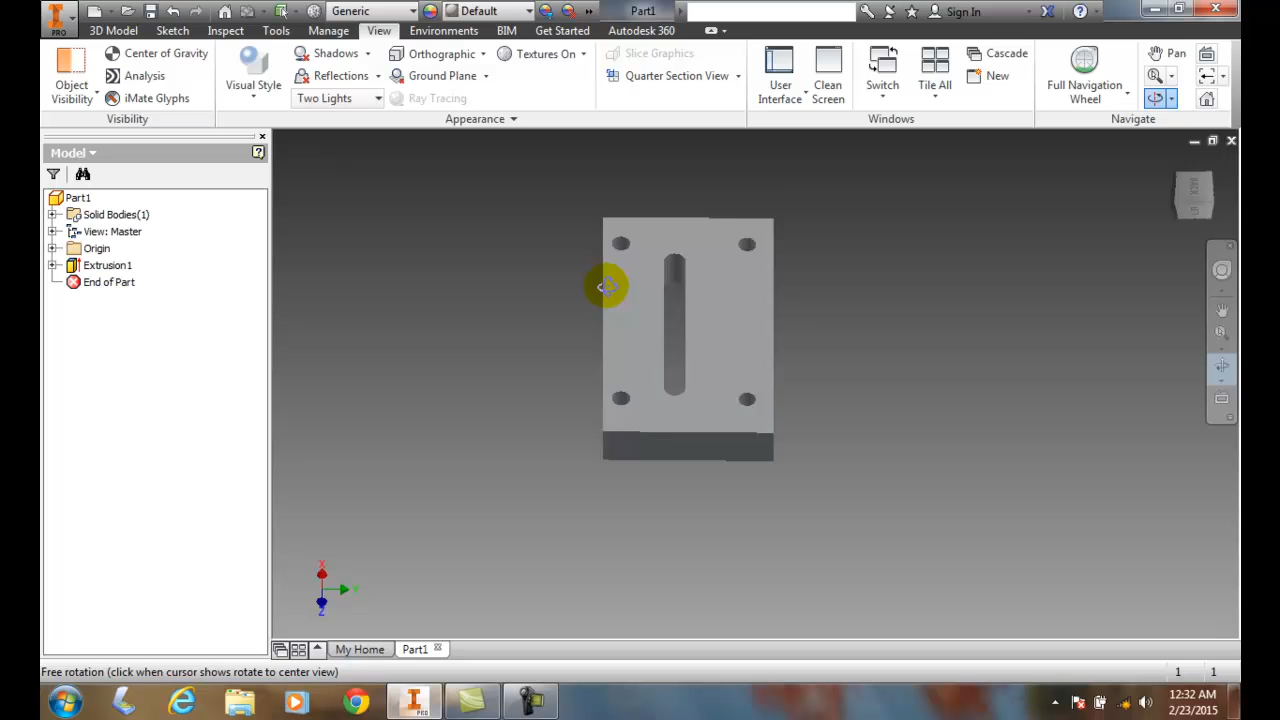 Generic
Default
Part1
Sign In
PRO
3D Model
Sketch
Inspect
Tools
Manage
View
Environments
BIM
Get Started
Autodesk 360
Object
Visibility
Center of Gravity
Analysis
iMate Glyphs
Visibility
Visual Style
Shadows
Reflections
Two Lights
Orthographic
Ground Plane
Ray Tracing
Textures On
Appearance
Slice Graphics
Quarter Section View
User
Interface
Clean
Screen
Switch
Tile All
Cascade
New
Windows
Full Navigation
Wheel
Pan
Navigate
Model
Part1
Solid Bodies(1)
View: Master
Origin
Extrusion1
End of Part
BACK
X
Y
Z
My Home
Part1
Free rotation (click when cursor shows rotate to center view)
1
1
PRO
12:32 AM
2/23/2015